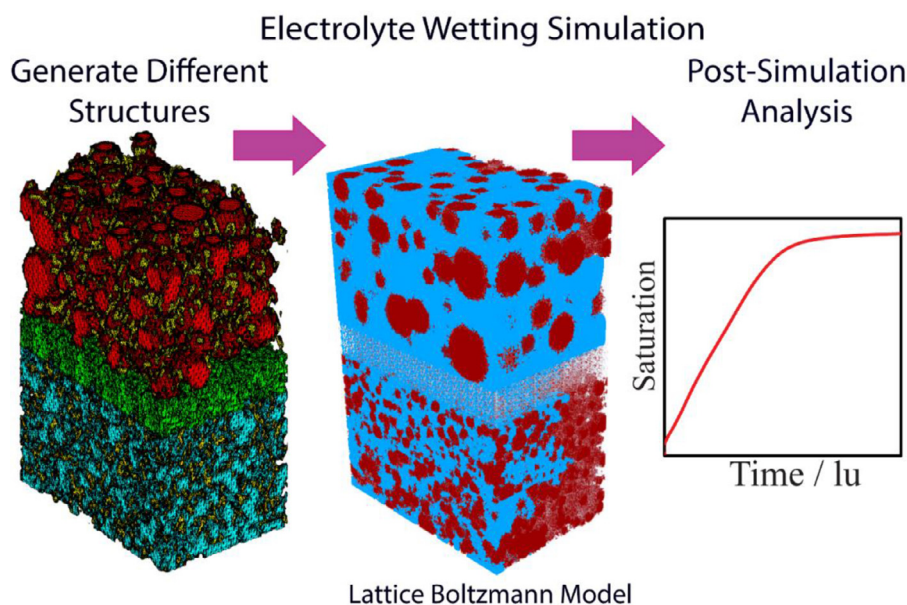 Electrolyte Wetting Simulation
Generate Different
Structures
Post-Simulation
Analysis
Saturation
Time / lu
Lattice Boltzmann Model